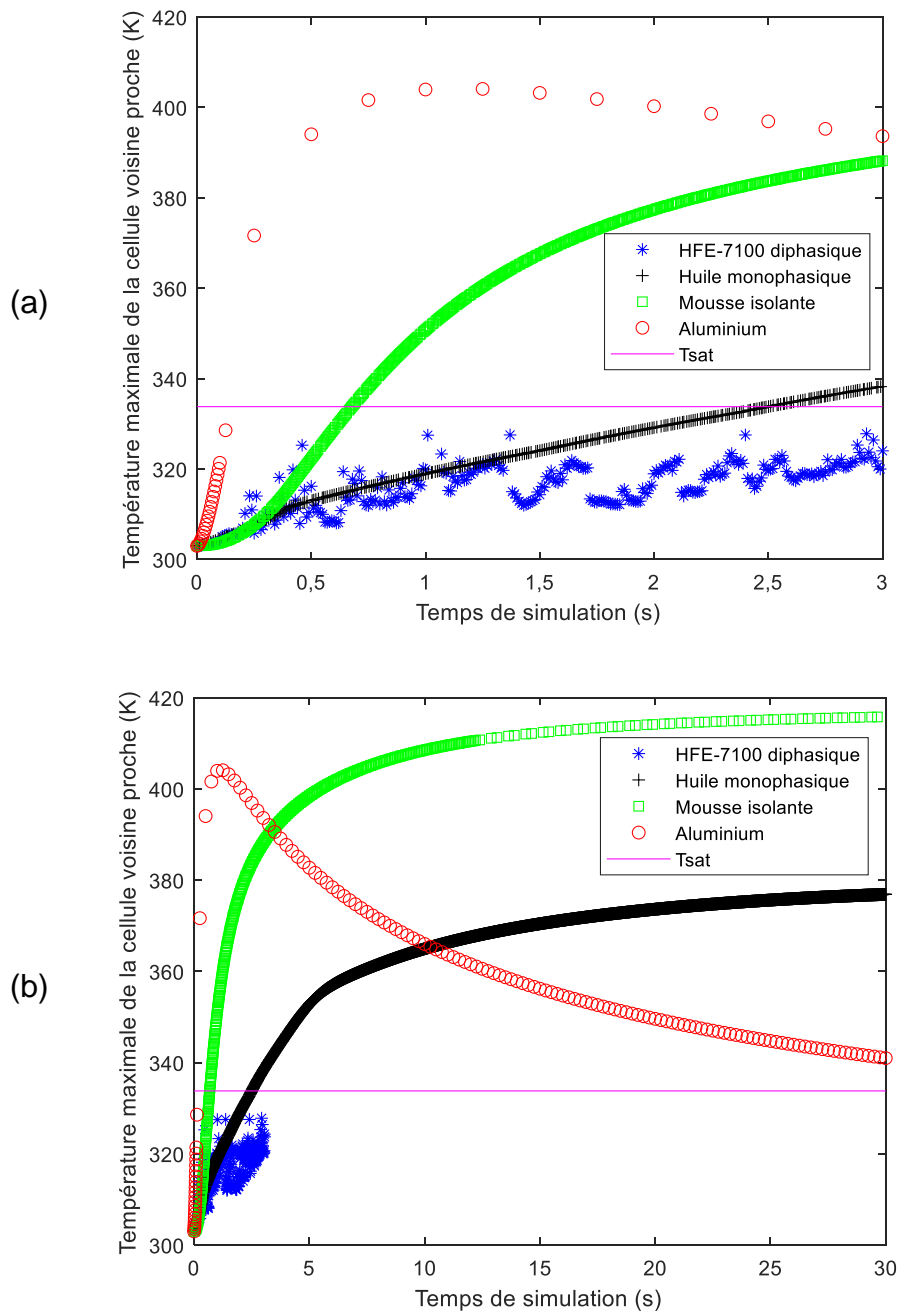 (a)
Température maximale de la cellule voisine proche (K)
420
400
380
360
340
320
300
HFE-7100 diphasique
Huile monophasique
Mousse isolante
Aluminium
Tsat
0
0,5
1
1,5
2
2,5
3
Temps de simulation (s)
(b)
Température maximale de la cellule voisine proche (K)
420
400
380
360
340
320
300
HFE-7100 diphasique
Huile monophasique
Mousse isolante
Aluminium
Tsat
0
5
10
15
20
25
30
Temps de simulation (s)